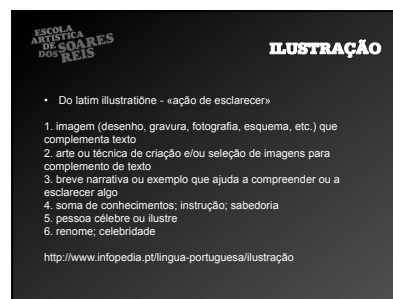 ESCOLA
ARTÍSTICA
DE SOARES
DOS REIS
ILUSTRAÇÃO
• Do latim illustratiōne - «ação de esclarecer»
1. imagem (desenho, gravura, fotografia, esquema, etc.) que
complementa texto
2. arte ou técnica de criação e/ou seleção de imagens para
complemento de texto
3. breve narrativa ou exemplo que ajuda a compreender ou a
esclarecer algo
4. soma de conhecimentos; instrução; sabedoria
5. pessoa célebre ou ilustre
6. renome; celebridade
http://www.infopedia.pt/lingua-portuguesa/ilustração